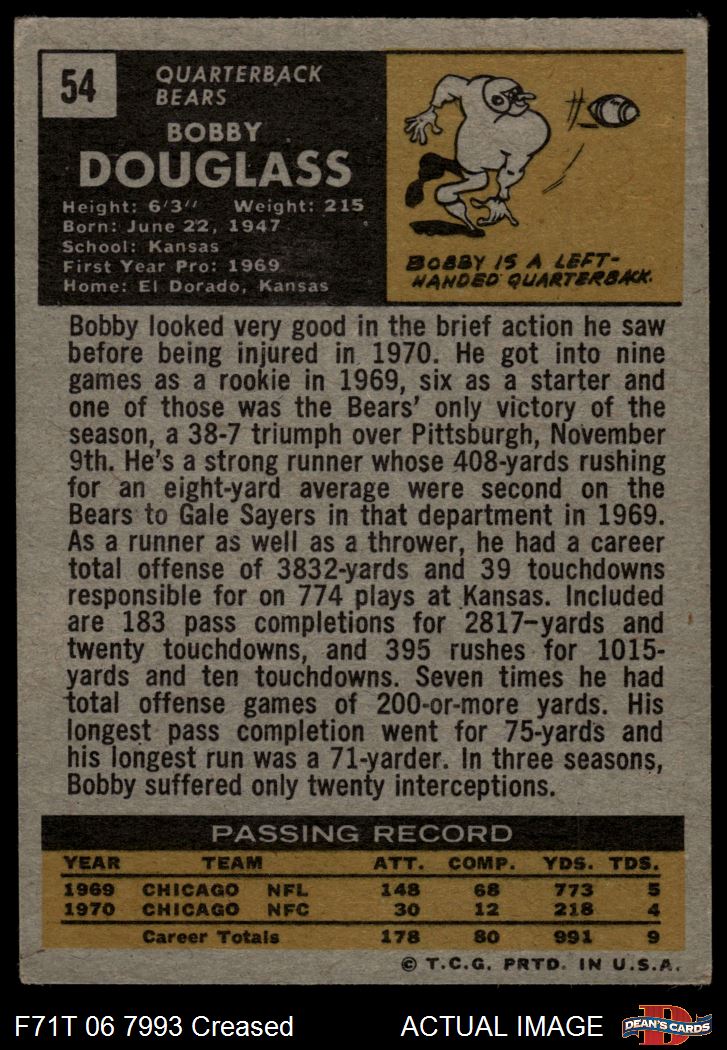 54
QUARTERBACK
BEARS
BOBBY
DOUGLASS
Height: 6'3" Weight: 215
Born: June 22, 1947
School: Kansas
First Year Pro: 1969
Home: El Dorado, Kansas
BOBBY IS A LEFT-
HANDED QUARTERBACK.
Bobby looked very good in the brief action he saw
before being injured in 1970. He got into nine
games as a rookie in 1969, six as a starter and
one of those was the Bears' only victory of the
season, a 38-7 triumph over Pittsburgh, November
9th. He's a strong runner whose 408-yards rushing
for an eight-yard average were second on the
Bears to Gale Sayers in that department in 1969.
As a runner as well as a thrower, he had a career
total offense of 3832-yards and 39 touchdowns
responsible for on 774 plays at Kansas. Included
are 183 pass completions for 2817-yards and
twenty touchdowns, and 395 rushes for 1015-
yards and ten touchdowns. Seven times he had
total offense games of 200-or-more yards. His
longest pass completion went for 75-yards and
his longest run was a 71-yarder. In three seasons,
Bobby suffered only twenty interceptions.
PASSING RECORD
YEAR TEAM ATT. COMP. YDS. TDS.
1969 CHICAGO NFL 148 68 773 5
1970 CHICAGO NFC 30 12 218 4
Career Totals 178 80 991 9
© T.C.G. PRTD. IN U.S.A.
F71T 06 7993 Creased ACTUAL IMAGE
D
DEAN'S CARDS